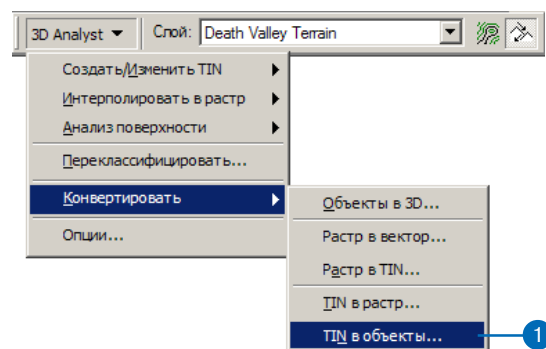 3D Analyst Слой: Death Valley Terrain
Создать/Изменить TIN
Интерполировать в растр
Анализ поверхности
Переклассифицировать...
Конвертировать
Опции...
Объекты в 3D...
Растр в вектор...
Растр в TIN...
TIN в растр...
TIN в объекты...
1